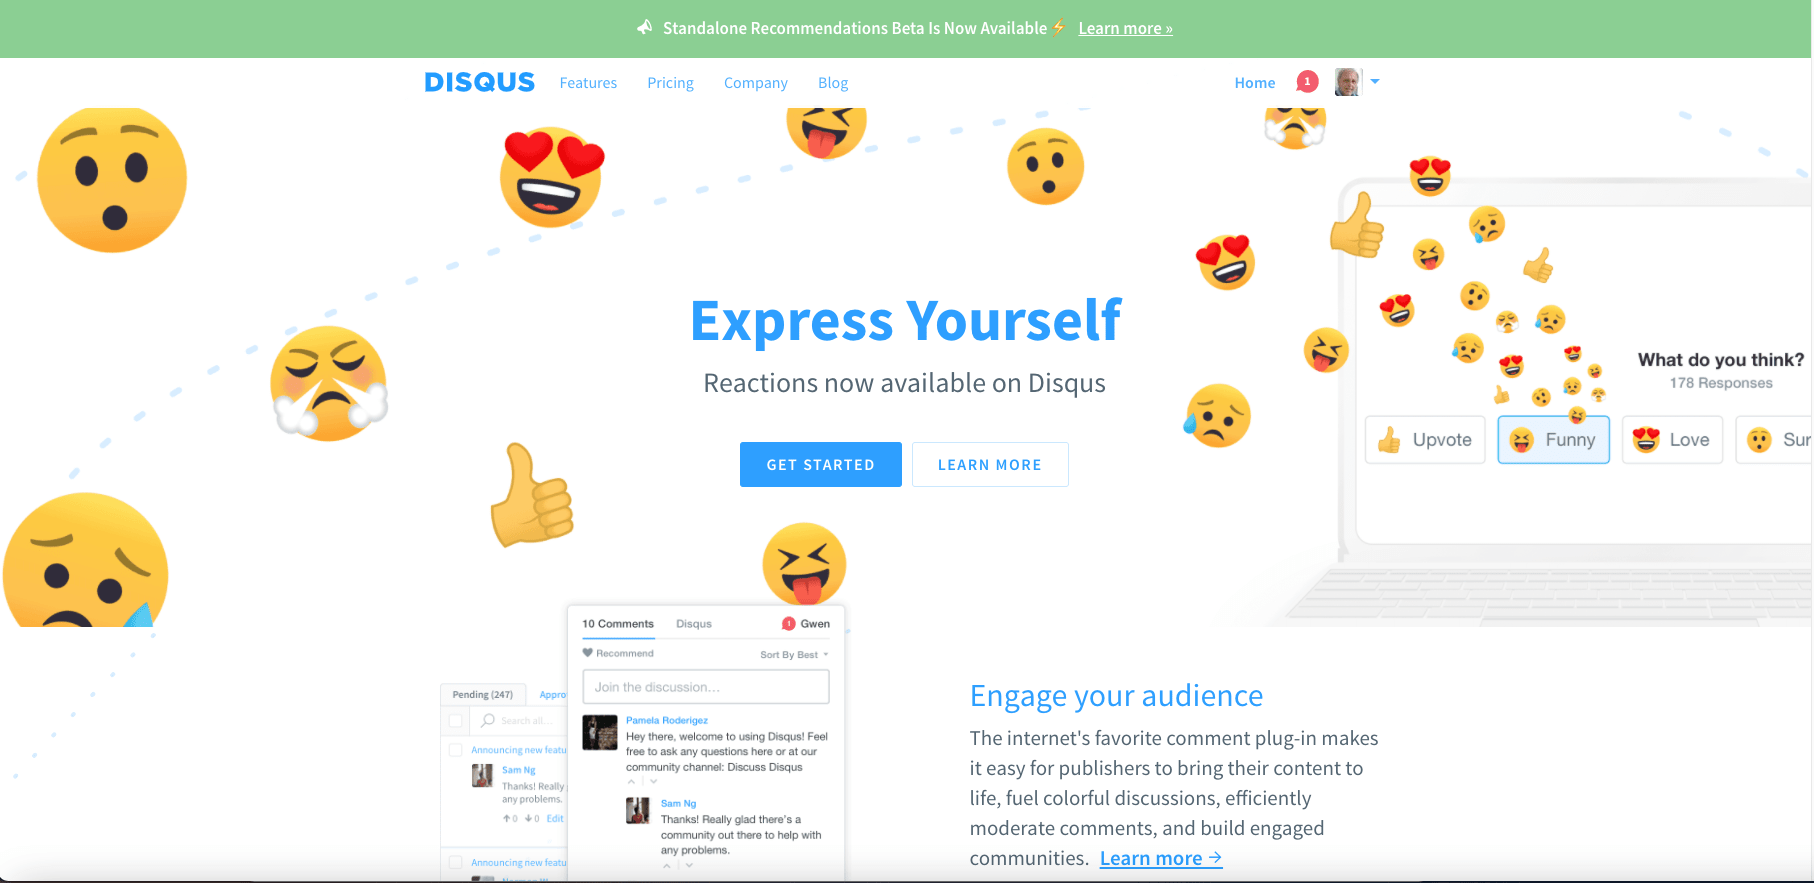 Standalone Recommendations Beta Is Now Available⚡ Learn more »
DISQUS Features Pricing Company Blog
Home 1
Express Yourself
Reactions now available on Disqus
GET STARTED LEARN MORE
What do you think?
178 Responses
Upvote Funny Love Sur
10 Comments Disqus 1 Gwen
Recommend Sort By Best
Join the discussion...
Pamela Roderigez
Hey there, welcome to using Disqus! Feel
free to ask any questions here or at our
community channel: Discuss Disqus
Sam Ng
Thanks! Really glad there's a
community out there to help with
any problems.
Pending (247) Appro
Search all...
Announcing new featu
Sam Ng
Thanks! Really
any problems.
0 0 Edit
Announcing new featu
Engage your audience
The internet's favorite comment plug-in makes
it easy for publishers to bring their content to
life, fuel colorful discussions, efficiently
moderate comments, and build engaged
communities. Learn more →